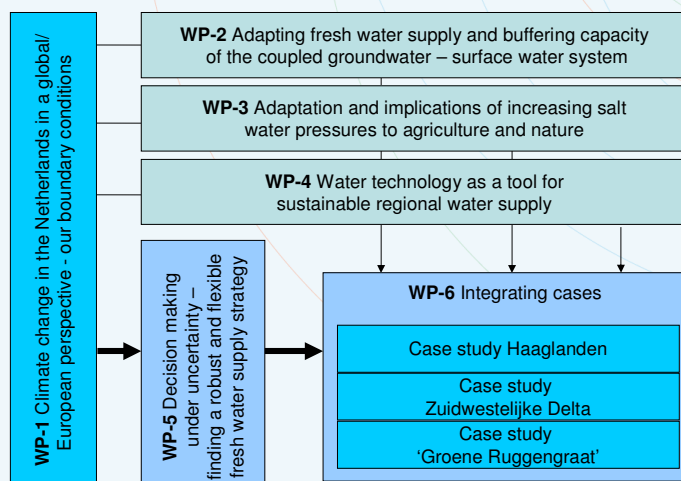 WP-1 Climate change in the Netherlands in a global/
European perspective - our boundary conditions
WP-2 Adapting fresh water supply and buffering capacity
of the coupled groundwater – surface water system
WP-3 Adaptation and implications of increasing salt
water pressures to agriculture and nature
WP-4 Water technology as a tool for
sustainable regional water supply
WP-5 Decision making
under uncertainty –
finding a robust and flexible
fresh water supply strategy
WP-6 Integrating cases
Case study Haaglanden
Case study
Zuidwestelijke Delta
Case study
‘Groene Ruggengraat’